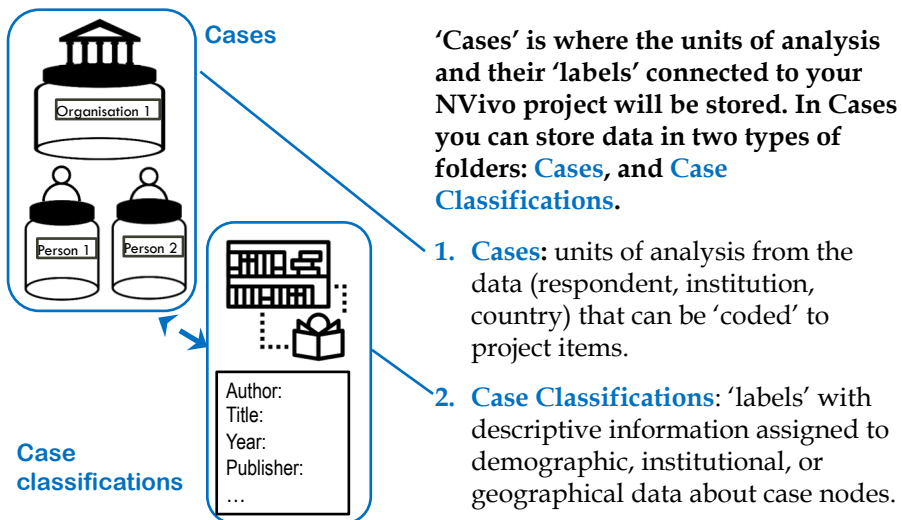 Cases
Organisation 1
Person 1
Person 2
Author:
Title:
Year:
Publisher:
…
Case
classifications
‘Cases’ is where the units of analysis
and their ‘labels’ connected to your
NVivo project will be stored. In Cases
you can store data in two types of
folders: Cases, and Case
Classifications.
1. Cases: units of analysis from the
data (respondent, institution,
country) that can be ‘coded’ to
project items.
2. Case Classifications: ‘labels’ with
descriptive information assigned to
demographic, institutional, or
geographical data about case nodes.